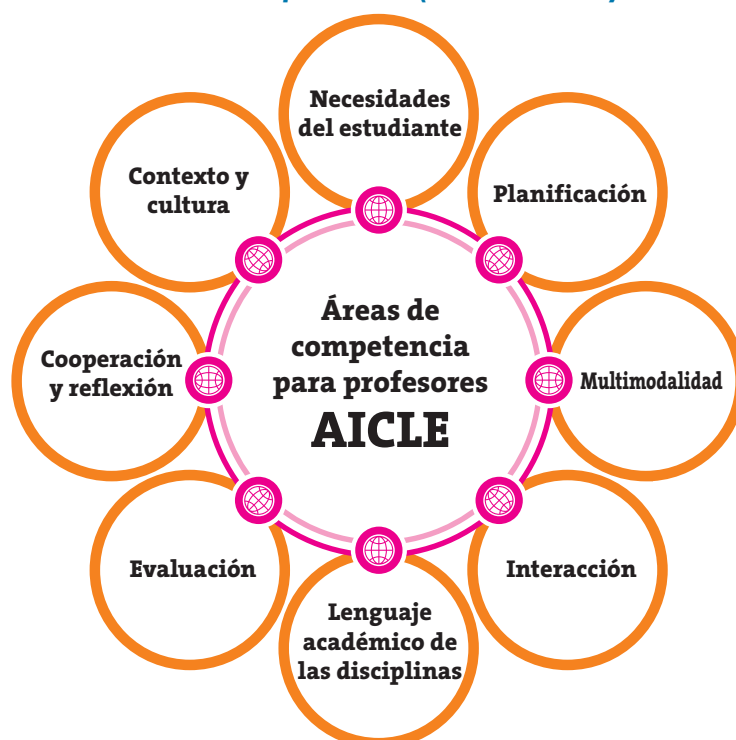 Necesidades
del estudiante
Planificación
Multimodalidad
Interacción
Lenguaje
académico de
las disciplinas
Evaluación
Cooperación
y reflexión
Contexto y
cultura
Áreas de
competencia
para profesores
AICLE